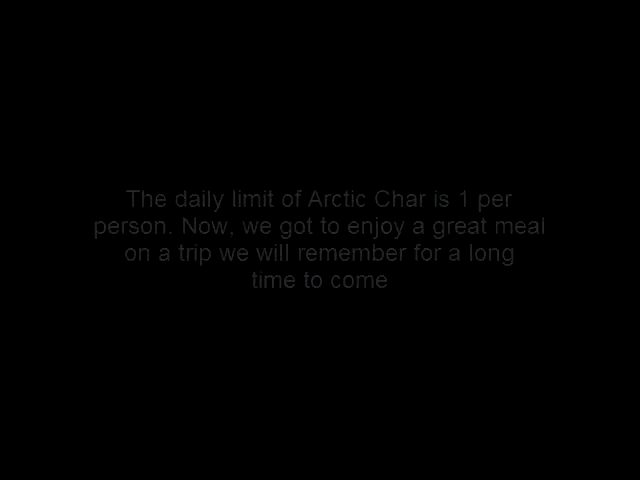 The daily limit of Arctic Char is 1 per
person. Now, we got to enjoy a great meal
on a trip we will remember for a long
time to come